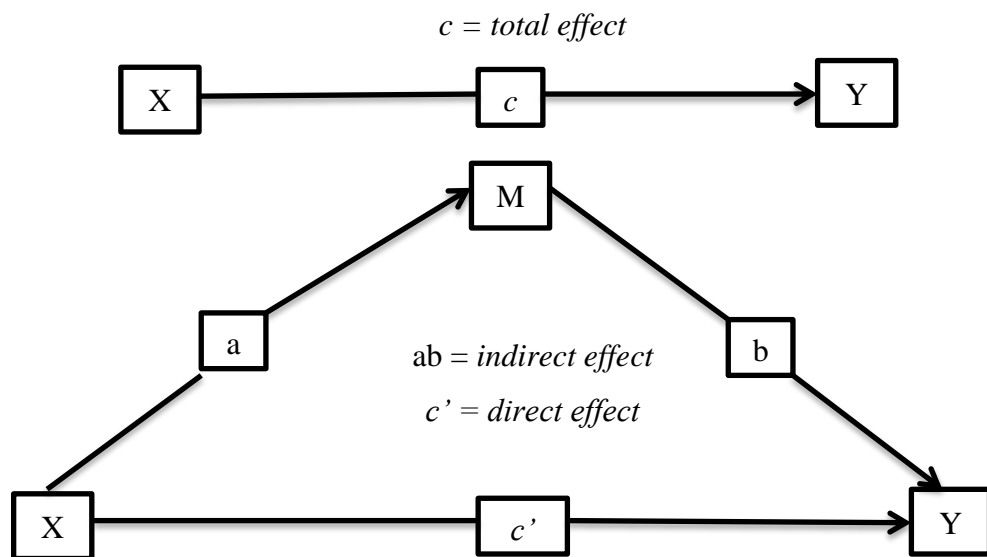 c = total effect
X
c
Y
M
a
b
ab = indirect effect
c’ = direct effect
X
c’
Y